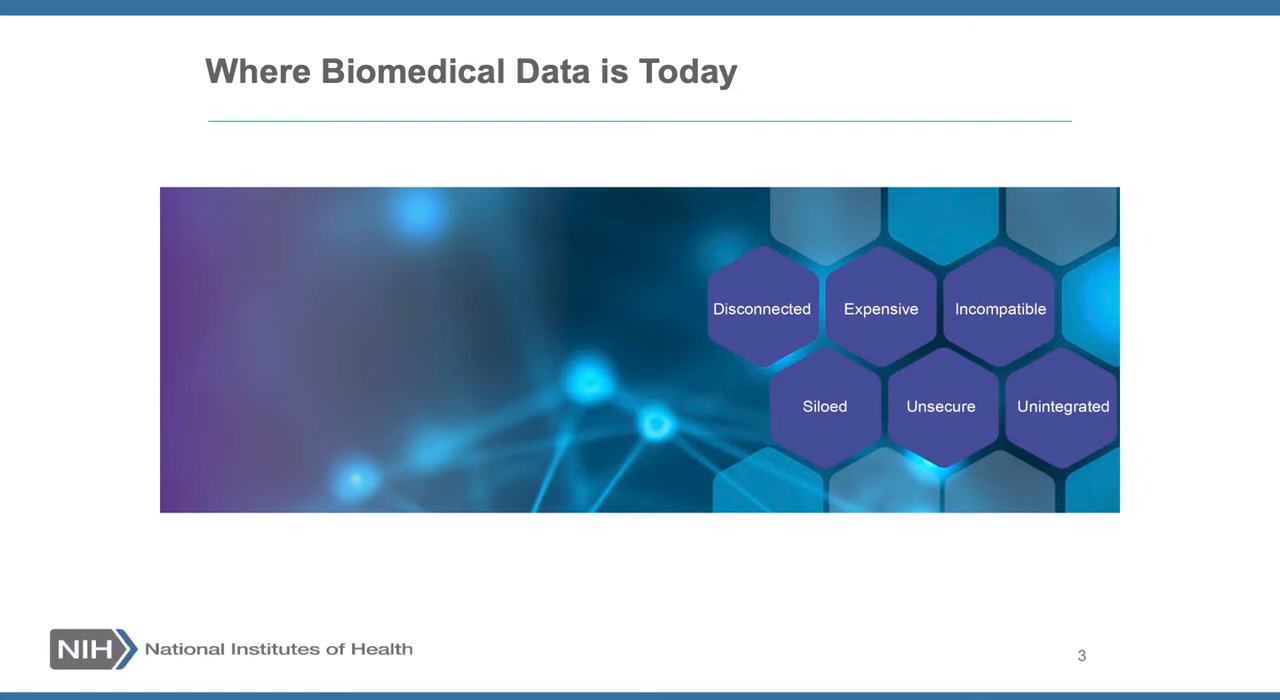 Where Biomedical Data is Today
Disconnected
Expensive
Incompatible
Siloed
Unsecure
Unintegrated
NIH National Institutes of Health
3